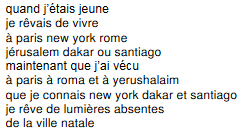 quand j'étais jeune
je rêvais de vivre
à paris new york rome
jérusalem dakar ou santiago
maintenant que j'ai vécu
à paris à roma et à yerushalaim
que je connais new york dakar et santiago
je rêve de lumières absentes
de la ville natale